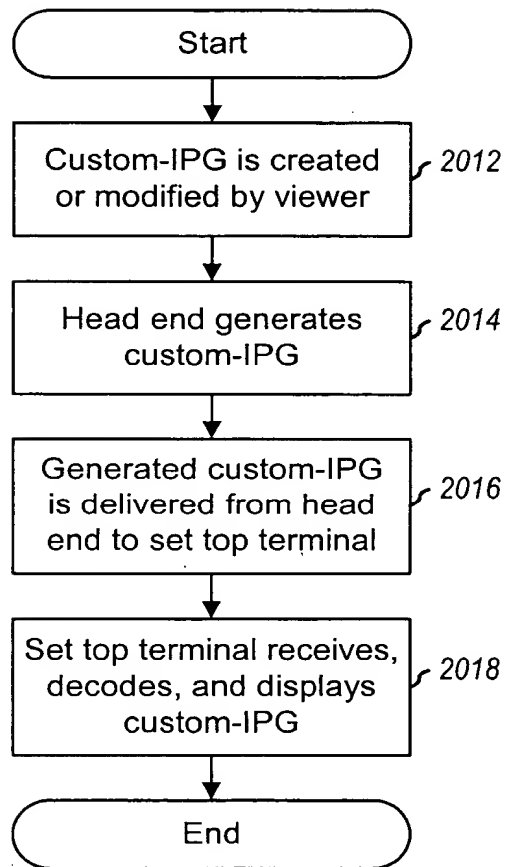 Start
Custom-IPG is created
or modified by viewer
2012
Head end generates
custom-IPG
2014
Generated custom-IPG
is delivered from head
end to set top terminal
2016
Set top terminal receives,
decodes, and displays
custom-IPG
2018
End